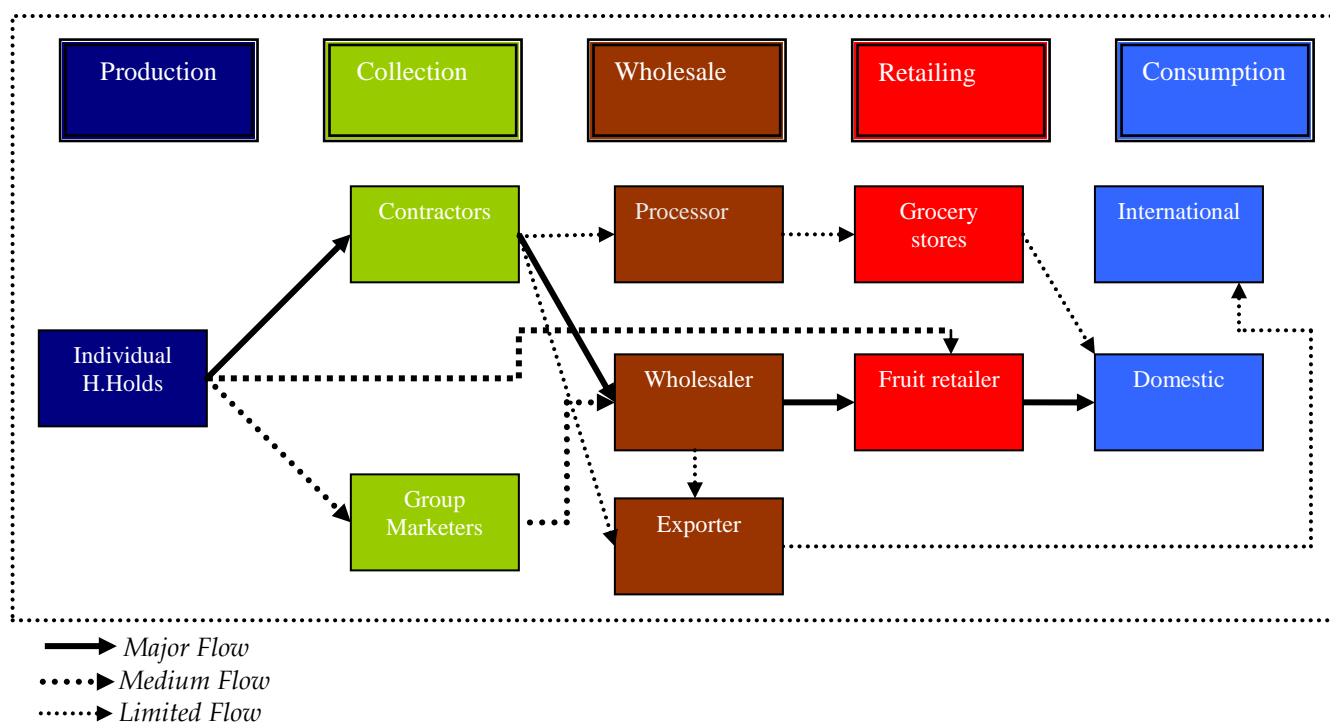 Production
Collection
Wholesale
Retailing
Consumption
Contractors
Processor
Grocery
stores
International
Individual
H.Holds
Wholesaler
Fruit retailer
Domestic
Group
Marketers
Exporter
Major Flow
Medium Flow
Limited Flow